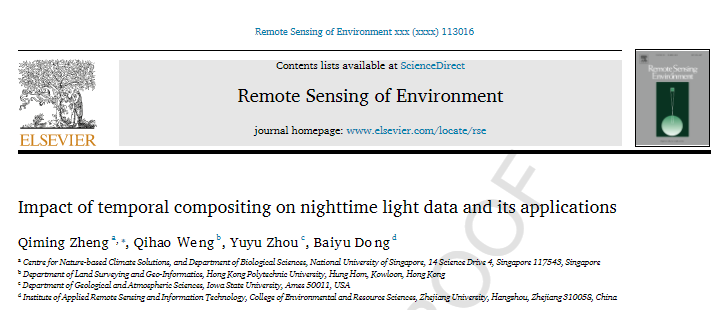 Remote Sensing of Environment xxx (xxxx) 113016
Contents lists available at ScienceDirect
Remote Sensing of Environment
journal homepage: www.elsevier.com/locate/rse
ELSEVIER
Remote Sensing
Environment
Impact of temporal compositing on nighttime light data and its applications
Qiming Zheng a, *, Qihao Weng b, Yuyu Zhou c, Baiyu Dong d
a Centre for Nature-based Climate Solutions, and Department of Biological Sciences, National University of Singapore, 14 Science Drive 4, Singapore 117543, Singapore
b Department of Land Surveying and Geo-Informatics, Hong Kong Polytechnic University, Hung Hom, Kowloon, Hong Kong
c Department of Geological and Atmospheric Sciences, Iowa State University, Ames 50011, USA
d Institute of Applied Remote Sensing and Information Technology, College of Environmental and Resource Sciences, Zhejiang University, Hangzhou, Zhejiang 310058, China
OOF